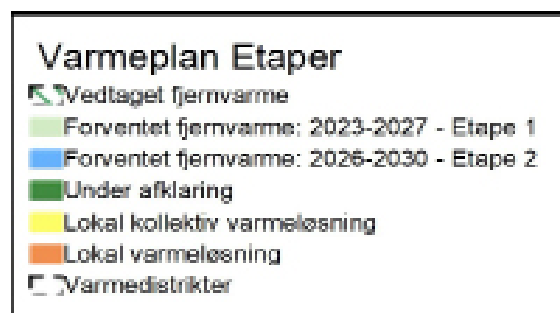 Varmeplan Etaper
Vedtaget fjernvarme
Forventet fjernvarme: 2023-2027 - Etape 1
Forventet fjernvarme: 2026-2030 - Etape 2
Under afklaring
Lokal kollektiv varmeløsning
Lokal varmeløsning
Varmedistrikter